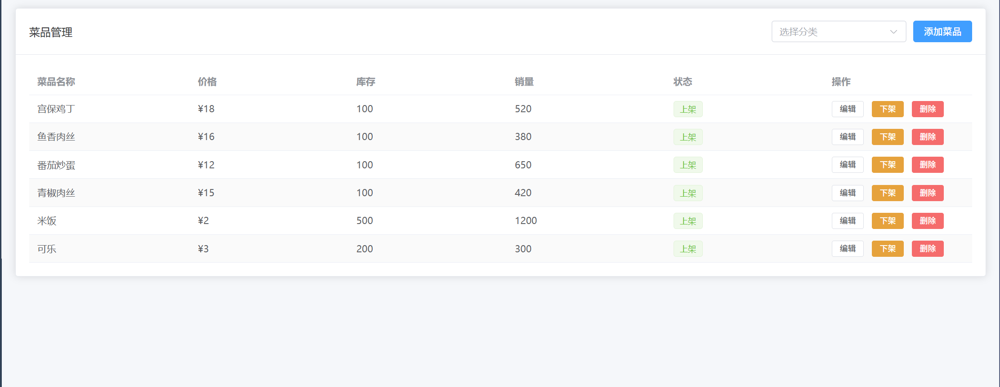 菜品管理 选择分类 添加菜品
菜品名称 价格 库存 销量 状态 操作
宫保鸡丁 ¥18 100 520 上架 编辑 下架 删除
鱼香肉丝 ¥16 100 380 上架 编辑 下架 删除
番茄炒蛋 ¥12 100 650 上架 编辑 下架 删除
青椒肉丝 ¥15 100 420 上架 编辑 下架 删除
米饭 ¥2 500 1200 上架 编辑 下架 删除
可乐 ¥3 200 300 上架 编辑 下架 删除